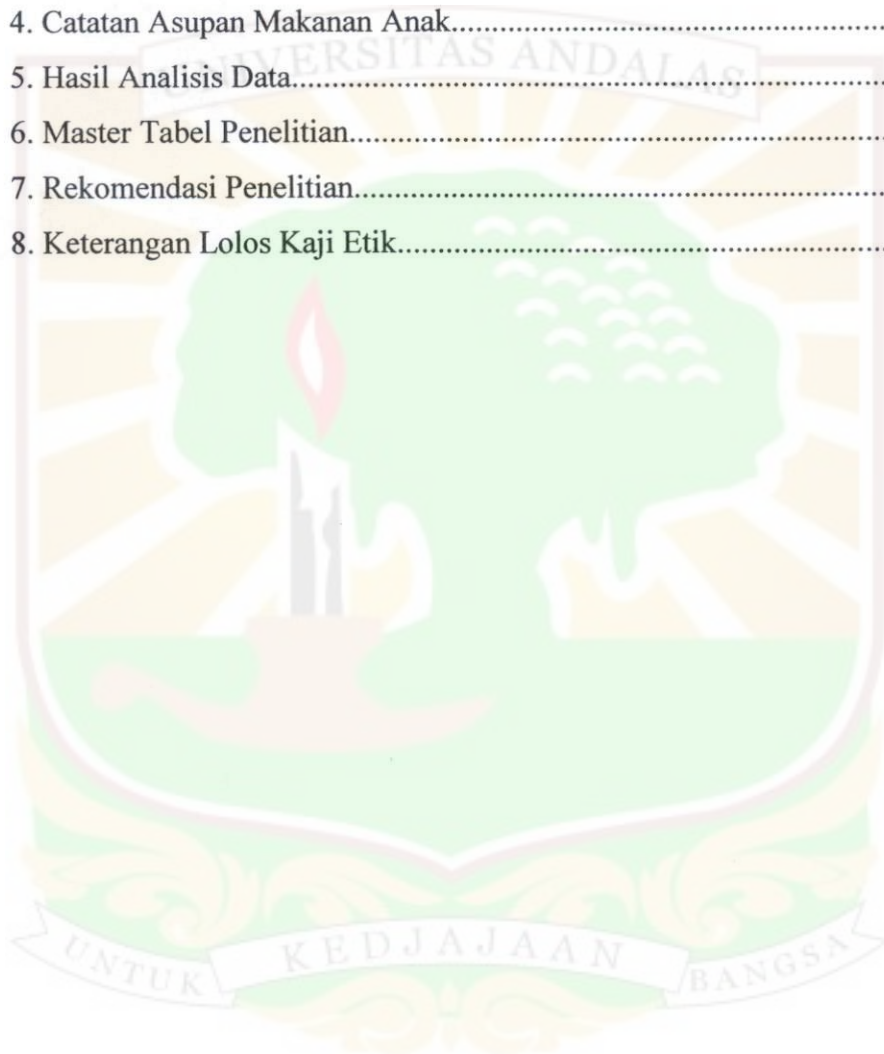 4. Catatan Asupan Makanan Anak..........................................................
5. Hasil Analisis Data................................................................................
6. Master Tabel Penelitian.........................................................................
7. Rekomendasi Penelitian........................................................................
8. Keterangan Lolos Kaji Etik..................................................................
UNIVERSITAS ANDALAS
UNTUK KEDJAJAAN BANGSA